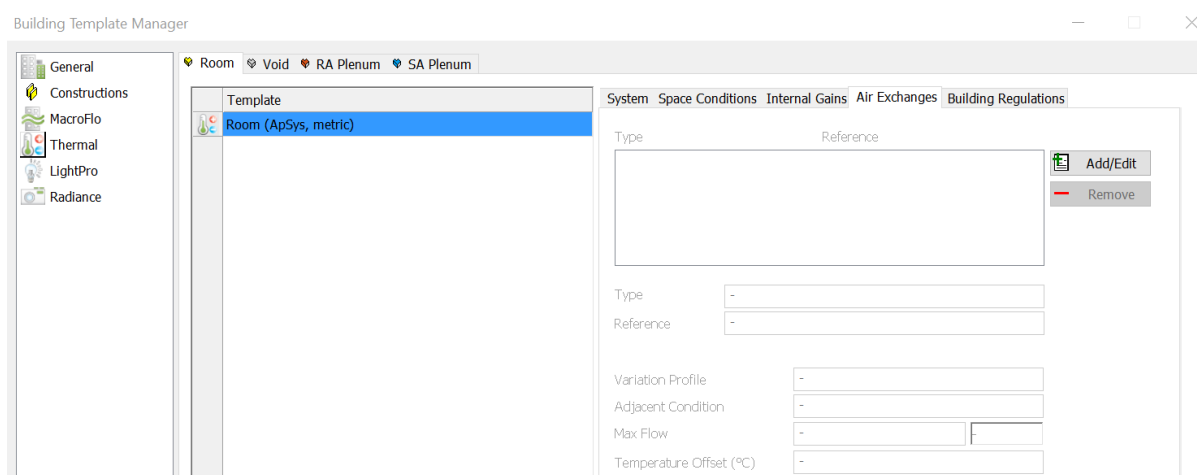 Building Template Manager
General
Constructions
MacroFlo
Thermal
LightPro
Radiance
Room Void RA Plenum SA Plenum
Template
Room (ApSys, metric)
System Space Conditions Internal Gains Air Exchanges Building Regulations
Type Reference
Add/Edit
Remove
Type -
Reference -
Variation Profile -
Adjacent Condition -
Max Flow - -
Temperature Offset (°C) -